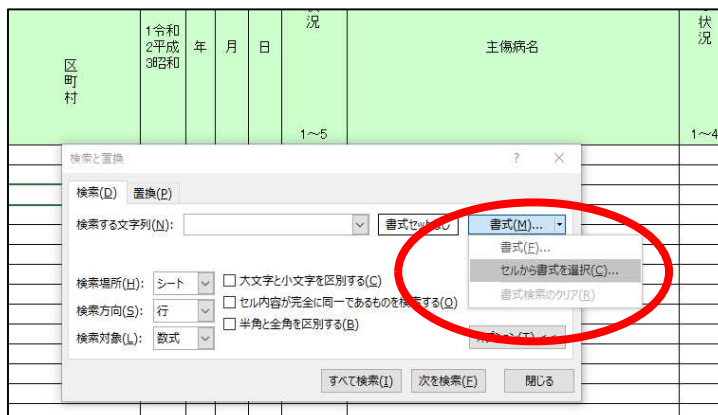 状
況
1令和
2平成
3昭和
年
月
日
区
町
村
主傷病名
状
況
1～5
1～4
検索と置換
検索(D)
置換(P)
検索する文字列(N):
書式セット
書式(M)...
書式(F)...
セルから書式を選択(C)...
書式検索のクリア(R)
検索場所(H):
シート
大文字と小文字を区別する(C)
検索方向(S):
行
セル内容が完全に同一であるものを検索する(O)
検索対象(L):
数式
半角と全角を区別する(B)
オプション(T) <<
すべて検索(I)
次を検索(F)
閉じる